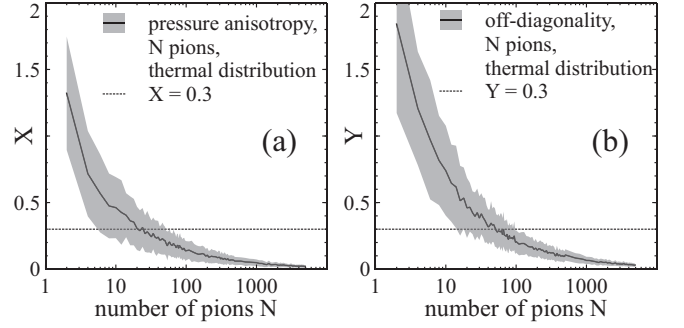 2
1.5
1
0.5
0
X
pressure anisotropy,
N pions,
thermal distribution
X = 0.3
(a)
1 10 100 1000
number of pions N
2
1.5
1
0.5
0
Y
off-diagonality,
N pions,
thermal distribution
Y = 0.3
(b)
1 10 100 1000
number of pions N